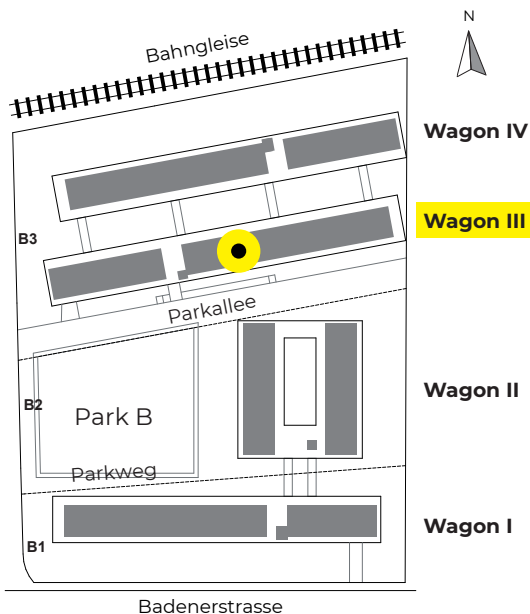 N
Bahngleise
Wagon IV
Wagon III
B3
Parkallee
Wagon II
B2
Park B
Parkweg
Wagon I
B1
Badenerstrasse